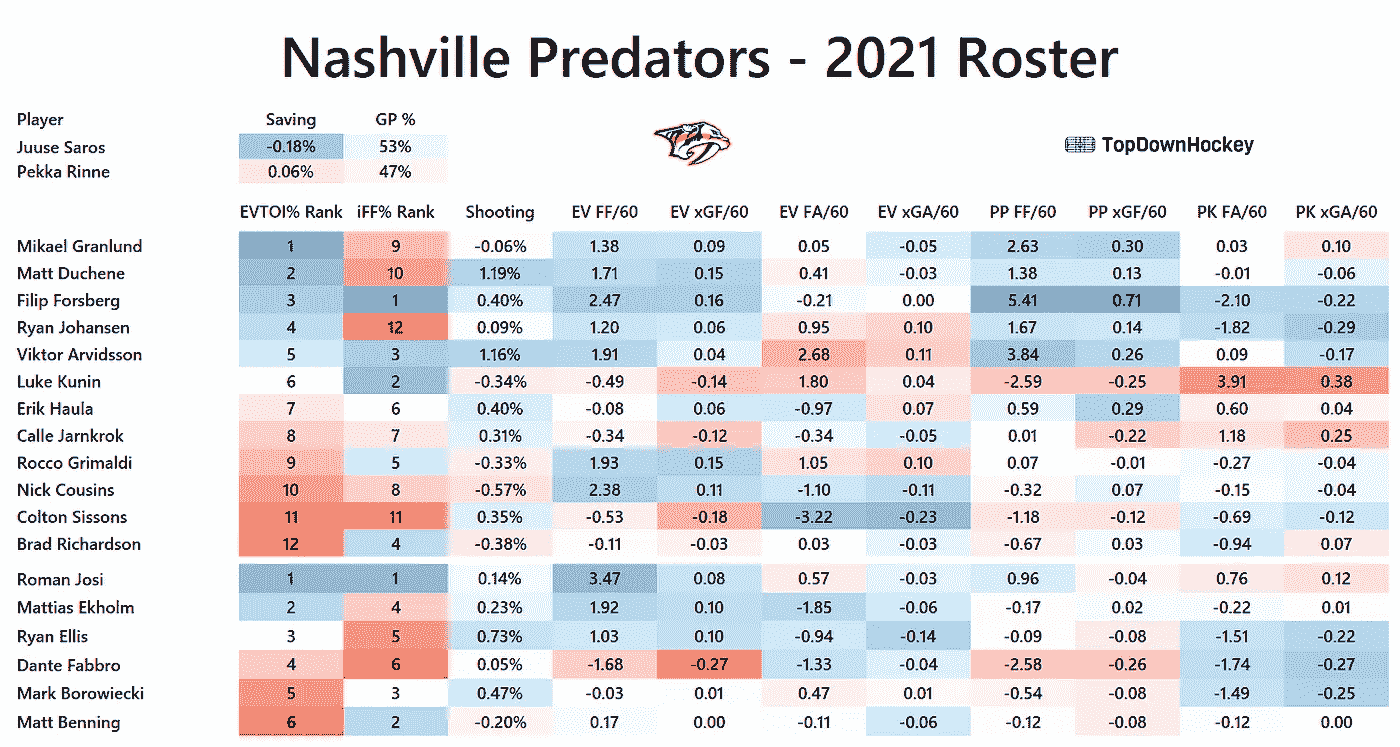 Nashville Predators - 2021 Roster
Player Saving GP %
Juuse Saros -0.18% 53%
TopDownHockey
Pekka Rinne 0.06% 47%
EVTOI% Rank iFF% Rank Shooting EV FF/60 EV xGF/60 EV FA/60 EV xGA/60 PP FF/60 PP xGF/60 PK FA/60 PK xGA/60
Mikael Granlund 1 9 -0.06% 1.38 0.09 0.05 -0.05 2.63 0.30 0.03 0.10
Matt Duchene 2 10 1.19% 1.71 0.15 0.41 -0.03 1.38 0.13 -0.01 -0.06
Filip Forsberg 3 1 0.40% 2.47 0.16 -0.21 0.00 5.41 0.71 -2.10 -0.22
Ryan Johansen 4 12 0.09% 1.20 0.06 0.95 0.10 1.67 0.14 -1.82 -0.29
Viktor Arvidsson 5 3 1.16% 1.91 0.04 2.68 0.11 3.84 0.26 0.09 -0.17
Luke Kunin 6 2 -0.34% -0.49 -0.14 1.80 0.04 -2.59 -0.25 3.91 0.38
Erik Haula 7 6 0.40% -0.08 0.06 -0.97 0.07 0.59 0.29 0.60 0.04
Calle Jarnkrok 8 7 0.31% -0.34 -0.12 -0.34 -0.05 0.01 -0.22 1.18 0.25
Rocco Grimaldi 9 5 -0.33% 1.93 0.15 1.05 0.10 0.07 -0.01 -0.27 -0.04
Nick Cousins 10 8 -0.57% 2.38 0.11 -1.10 -0.11 -0.32 0.07 -0.15 -0.04
Colton Sissons 11 11 0.35% -0.53 -0.18 -3.22 -0.23 -1.18 -0.12 -0.69 -0.12
Brad Richardson 12 4 -0.38% -0.11 -0.03 0.03 -0.03 -0.67 0.03 -0.94 0.07
Roman Josi 1 1 0.14% 3.47 0.08 0.57 -0.03 0.96 -0.04 0.76 0.12
Mattias Ekholm 2 4 0.23% 1.92 0.10 -1.85 -0.06 -0.17 0.02 -0.22 0.01
Ryan Ellis 3 5 0.73% 1.03 0.10 -0.94 -0.14 -0.09 -0.08 -1.51 -0.22
Dante Fabbro 4 6 0.05% -1.68 -0.27 -1.33 -0.04 -2.58 -0.26 -1.74 -0.27
Mark Borowiecki 5 3 0.47% -0.03 0.01 0.47 0.01 -0.54 -0.08 -1.49 -0.25
Matt Benning 6 2 -0.20% 0.17 0.00 -0.11 -0.06 -0.12 -0.08 -0.12 0.00